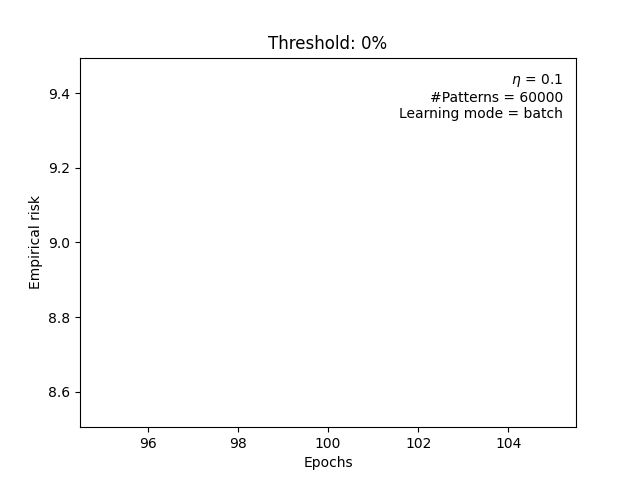 Threshold: 0%
η = 0.1
#Patterns = 60000
Learning mode = batch
Empirical risk
9.4
9.2
9.0
8.8
8.6
96 98 100 102 104
Epochs